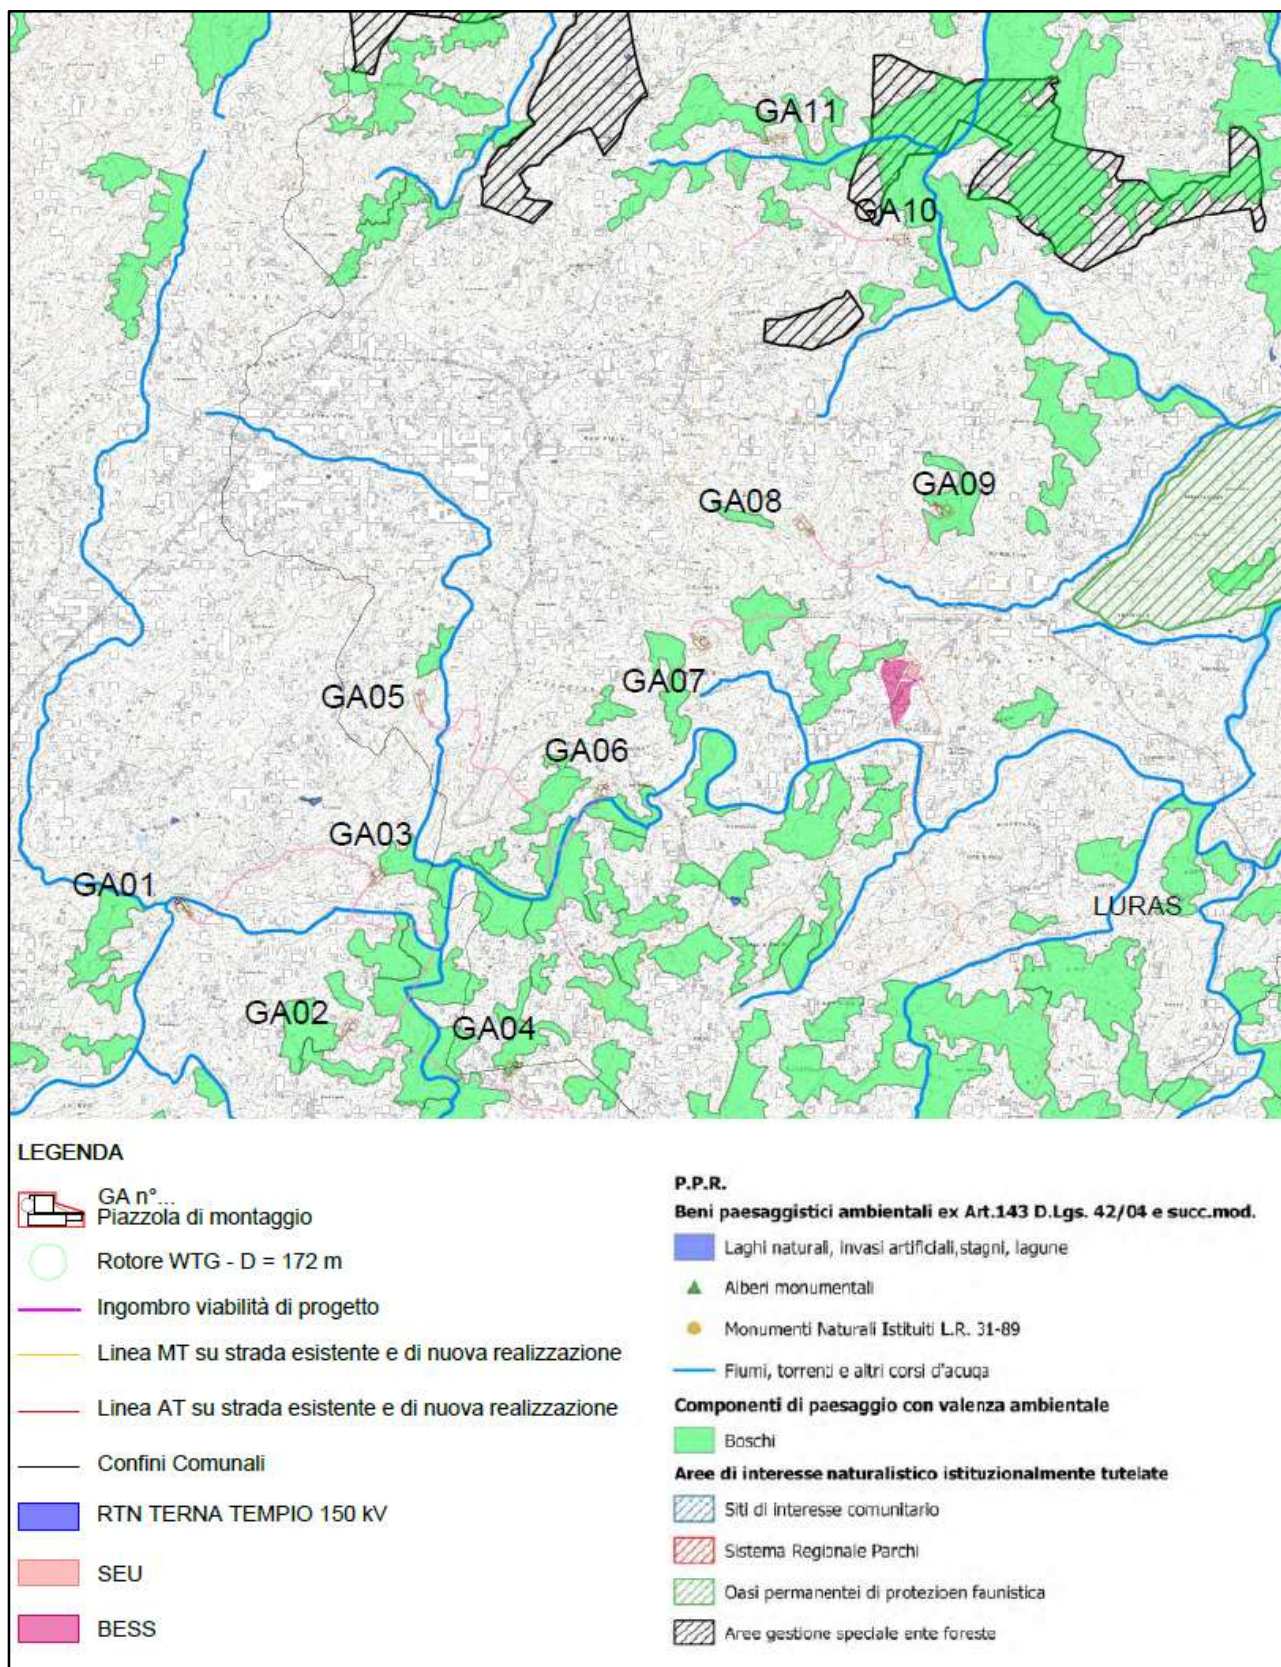 GA11
GA10
GA09
GA08
GA07
GA05
GA06
GA03
GA01
LURAS
GA02
GA04
LEGENDA
GA n°...
Piazzola di montaggio
Rotore WTG - D = 172 m
Ingombro viabilità di progetto
Linea MT su strada esistente e di nuova realizzazione
Linea AT su strada esistente e di nuova realizzazione
Confini Comunali
RTN TERNA TEMPIO 150 kV
SEU
BESS
P.P.R.
Beni paesaggistici ambientali ex Art.143 D.Lgs. 42/04 e succ.mod.
Laghi naturali, invasi artificiali,stagni, lagune
Alberi monumentali
Monumenti Naturali Istituiti L.R. 31-89
Fiumi, torrenti e altri corsi d'acuqa
Componenti di paesaggio con valenza ambientale
Boschi
Aree di interesse naturalistico istituzionalmente tutelate
Siti di interesse comunitario
Sistema Regionale Parchi
Oasi permanentei di protezioen faunistica
Aree gestione speciale ente foreste